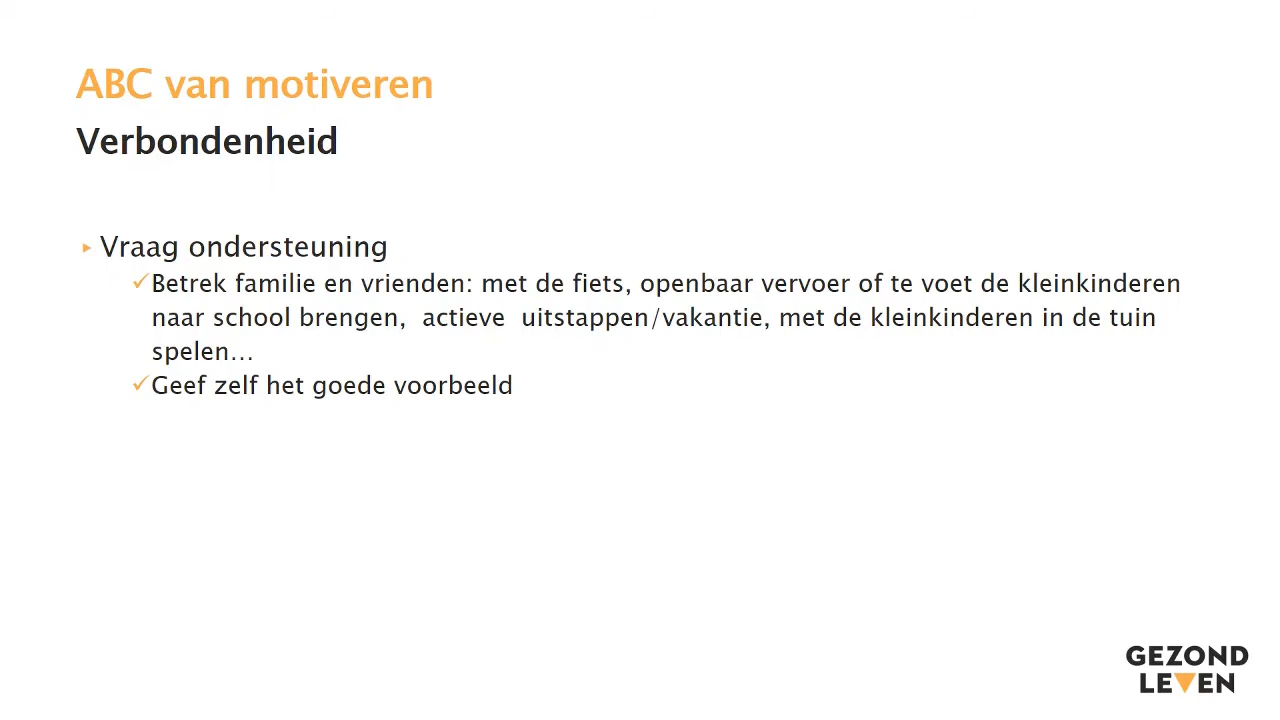 ABC van motiveren
Verbondenheid
▸ Vraag ondersteuning
✓Betrek familie en vrienden: met de fiets, openbaar vervoer of te voet de kleinkinderen
naar school brengen, actieve uitstappen/vakantie, met de kleinkinderen in de tuin
spelen…
✓Geef zelf het goede voorbeeld
GEZOND
LEVEN